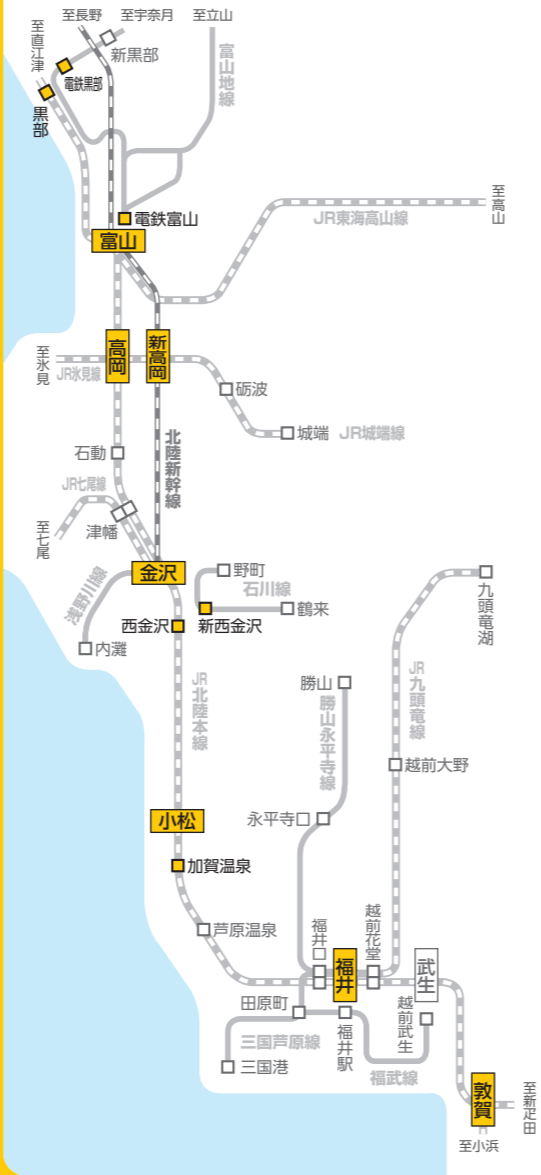 至長野
至宇奈月
至立山
至直江津
新黒部
電鉄黒部
黒部
富山地線
電鉄富山
富山
至高山
JR東海高山線
高岡
新高岡
至氷見
JR氷見線
砺波
城端
JR城端線
石動
北陸新幹線
JR七尾線
至七尾
津幡
金沢
野町
石川線
浅野川線
西金沢
新西金沢
鶴来
内灘
九頭竜湖
JR北陸本線
勝山
勝山永平寺線
JR九頭竜線
越前大野
小松
永平寺口
加賀温泉
芦原温泉
福井口
福井
越前花堂
武生
田原町
福井駅
越前武生
三国芦原線
三国港
福武線
敦賀
至新疋田
至小浜